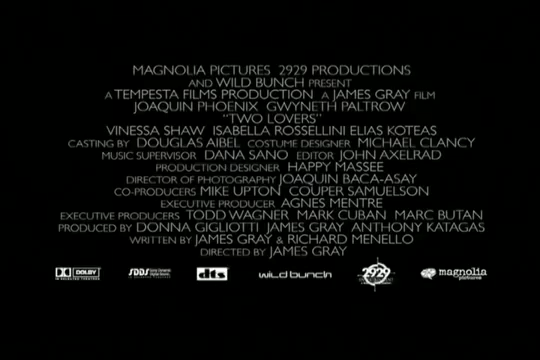 MAGNOLIA PICTURES 2929 PRODUCTIONS
AND WILD BUNCH PRESENT
A TEMPESTA FILMS PRODUCTION A JAMES GRAY FILM
JOAQUIN PHOENIX GWYNETH PALTROW
"TWO LOVERS"
VINESSA SHAW ISABELLA ROSSELLINI ELIAS KOTEAS
CASTING BY DOUGLAS AIBEL COSTUME DESIGNER MICHAEL CLANCY
MUSIC SUPERVISOR DANA SANO EDITOR JOHN AXELRAD
PRODUCTION DESIGNER HAPPY MASSEE
DIRECTOR OF PHOTOGRAPHY JOAQUIN BACA-ASAY
CO-PRODUCERS MIKE UPTON COUPER SAMUELSON
EXECUTIVE PRODUCER AGNES MENTRE
EXECUTIVE PRODUCERS TODD WAGNER MARK CUBAN MARC BUTAN
PRODUCED BY DONNA GIGLIOTTI JAMES GRAY ANTHONY KATAGAS
WRITTEN BY JAMES GRAY & RICHARD MENELLO
DIRECTED BY JAMES GRAY
DOLBY SDDS dts wild bunch 2929 magnolia
pictures